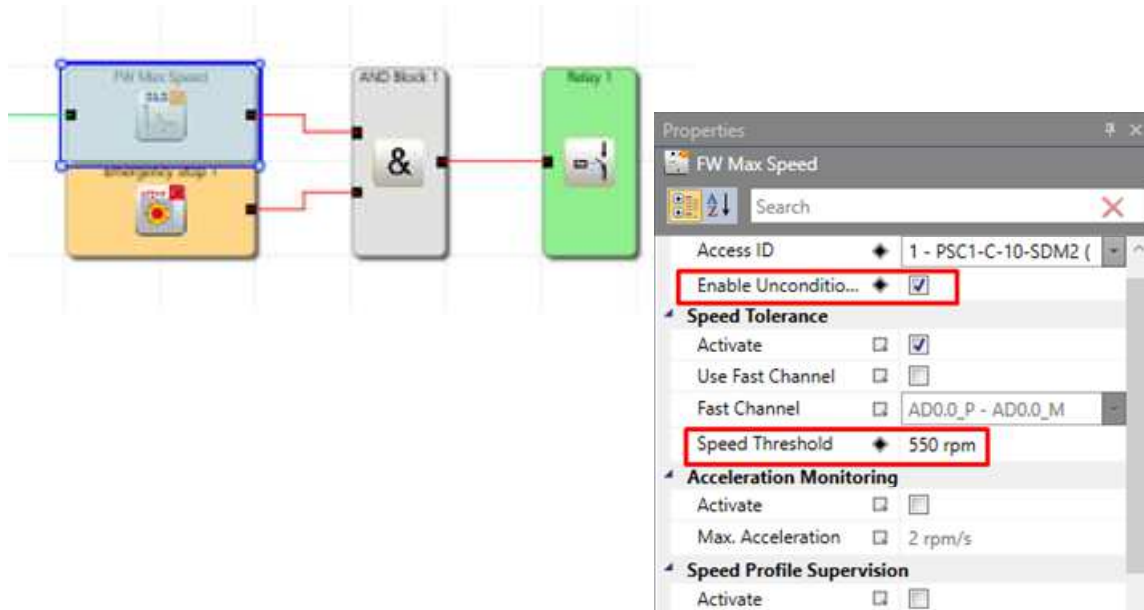 FW Max Speed
SLS
AND Block 1
Relay 1
&
Emergency Stop 1
Properties
FW Max Speed
Search
Access ID 1 - PSC1-C-10-SDM2 (
Enable Unconditio...
Speed Tolerance
Activate
Use Fast Channel
Fast Channel AD0.0_P - AD0.0_M
Speed Threshold 550 rpm
Acceleration Monitoring
Activate
Max. Acceleration 2 rpm/s
Speed Profile Supervision
Activate